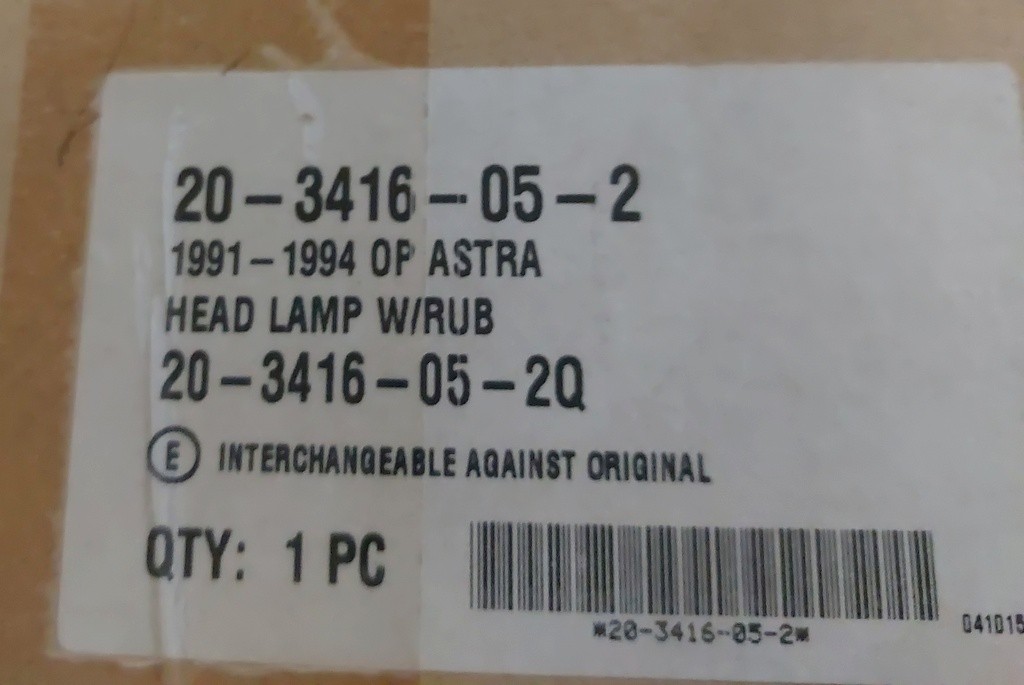 20-3416-05-2
1991-1994 OP ASTRA
HEAD LAMP W/RUB
20-3416-05-2Q
E INTERCHANGEABLE AGAINST ORIGINAL
QTY: 1 PC
*20-3416-05-2*
041015